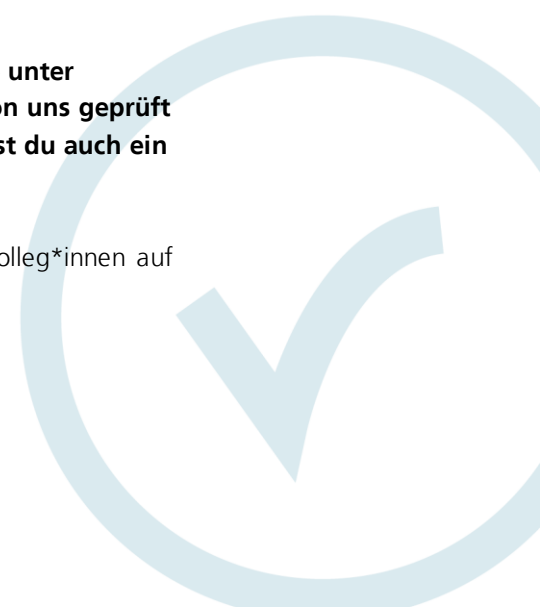 unter
on uns geprüft
st du auch ein
olleg*innen auf